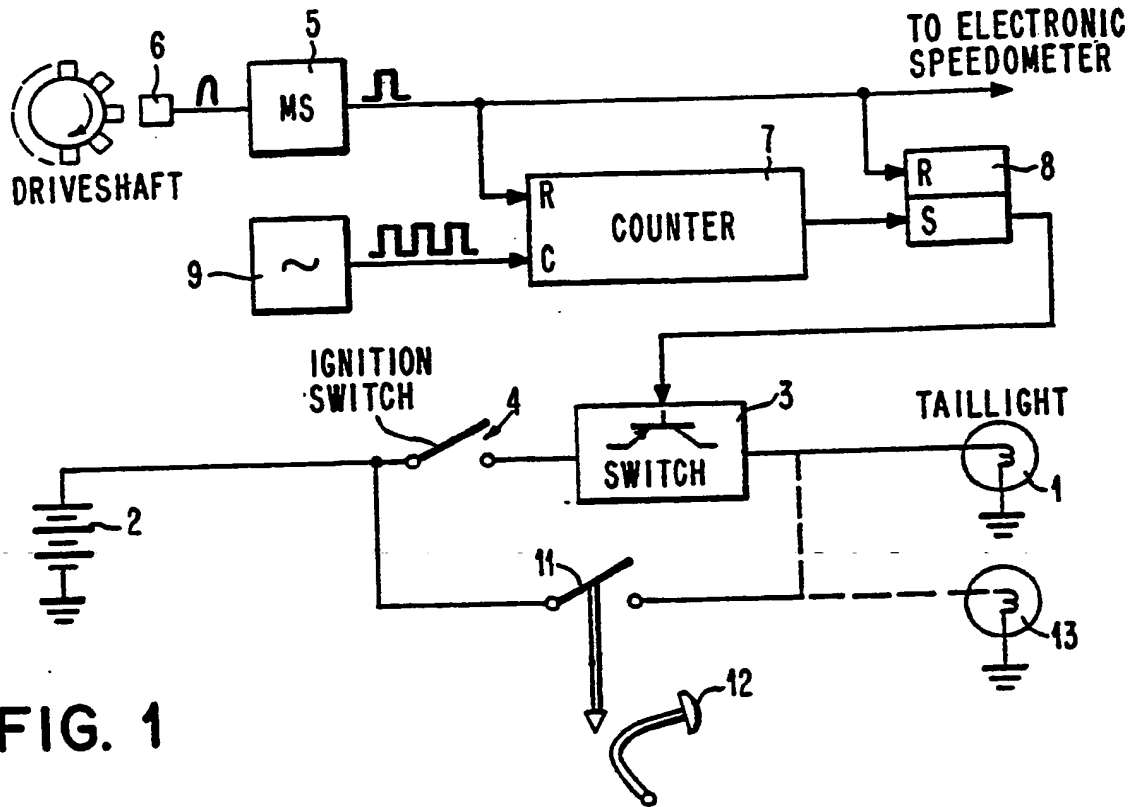 TO ELECTRONIC
SPEEDOMETER
6
5
MS
DRIVESHAFT
7
R
COUNTER
C
R
8
S
9
~
IGNITION
SWITCH
4
3
SWITCH
TAILLIGHT
1
2
11
13
12
FIG. 1